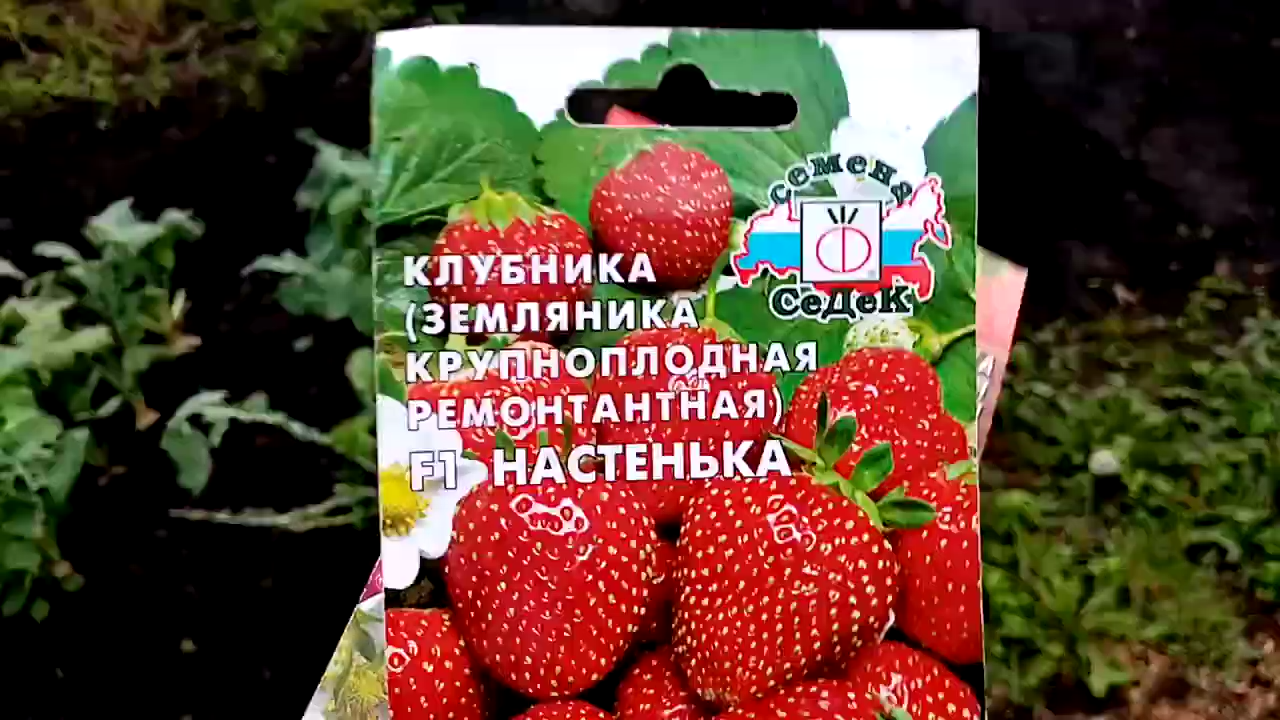 семена
СеДеК
КЛУБНИКА
(ЗЕМЛЯНИКА
КРУПНОПЛОДНАЯ
РЕМОНТАНТНАЯ)
F1 НАСТЕНЬКА